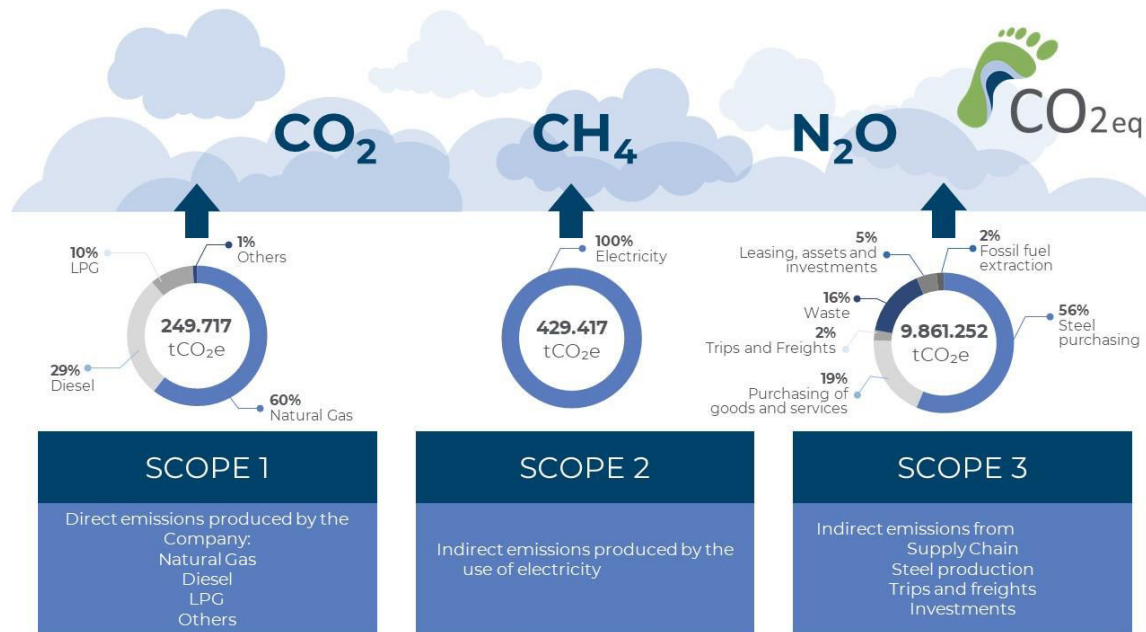 CO₂
CH₄
N₂O
CO₂ eq
10%
LPG
1%
Others
249.717
tCO₂e
29%
Diesel
60%
Natural Gas
100%
Electricity
429.417
tCO₂e
5%
Leasing, assets and
investments
2%
Fossil fuel
extraction
16%
Waste
2%
Trips and Freights
9.861.252
tCO₂e
56%
Steel
purchasing
19%
Purchasing of
goods and services
SCOPE 1
Direct emissions produced by the
Company:
Natural Gas
Diesel
LPG
Others
SCOPE 2
Indirect emissions produced by the
use of electricity
SCOPE 3
Indirect emissions from
Supply Chain
Steel production
Trips and freights
Investments